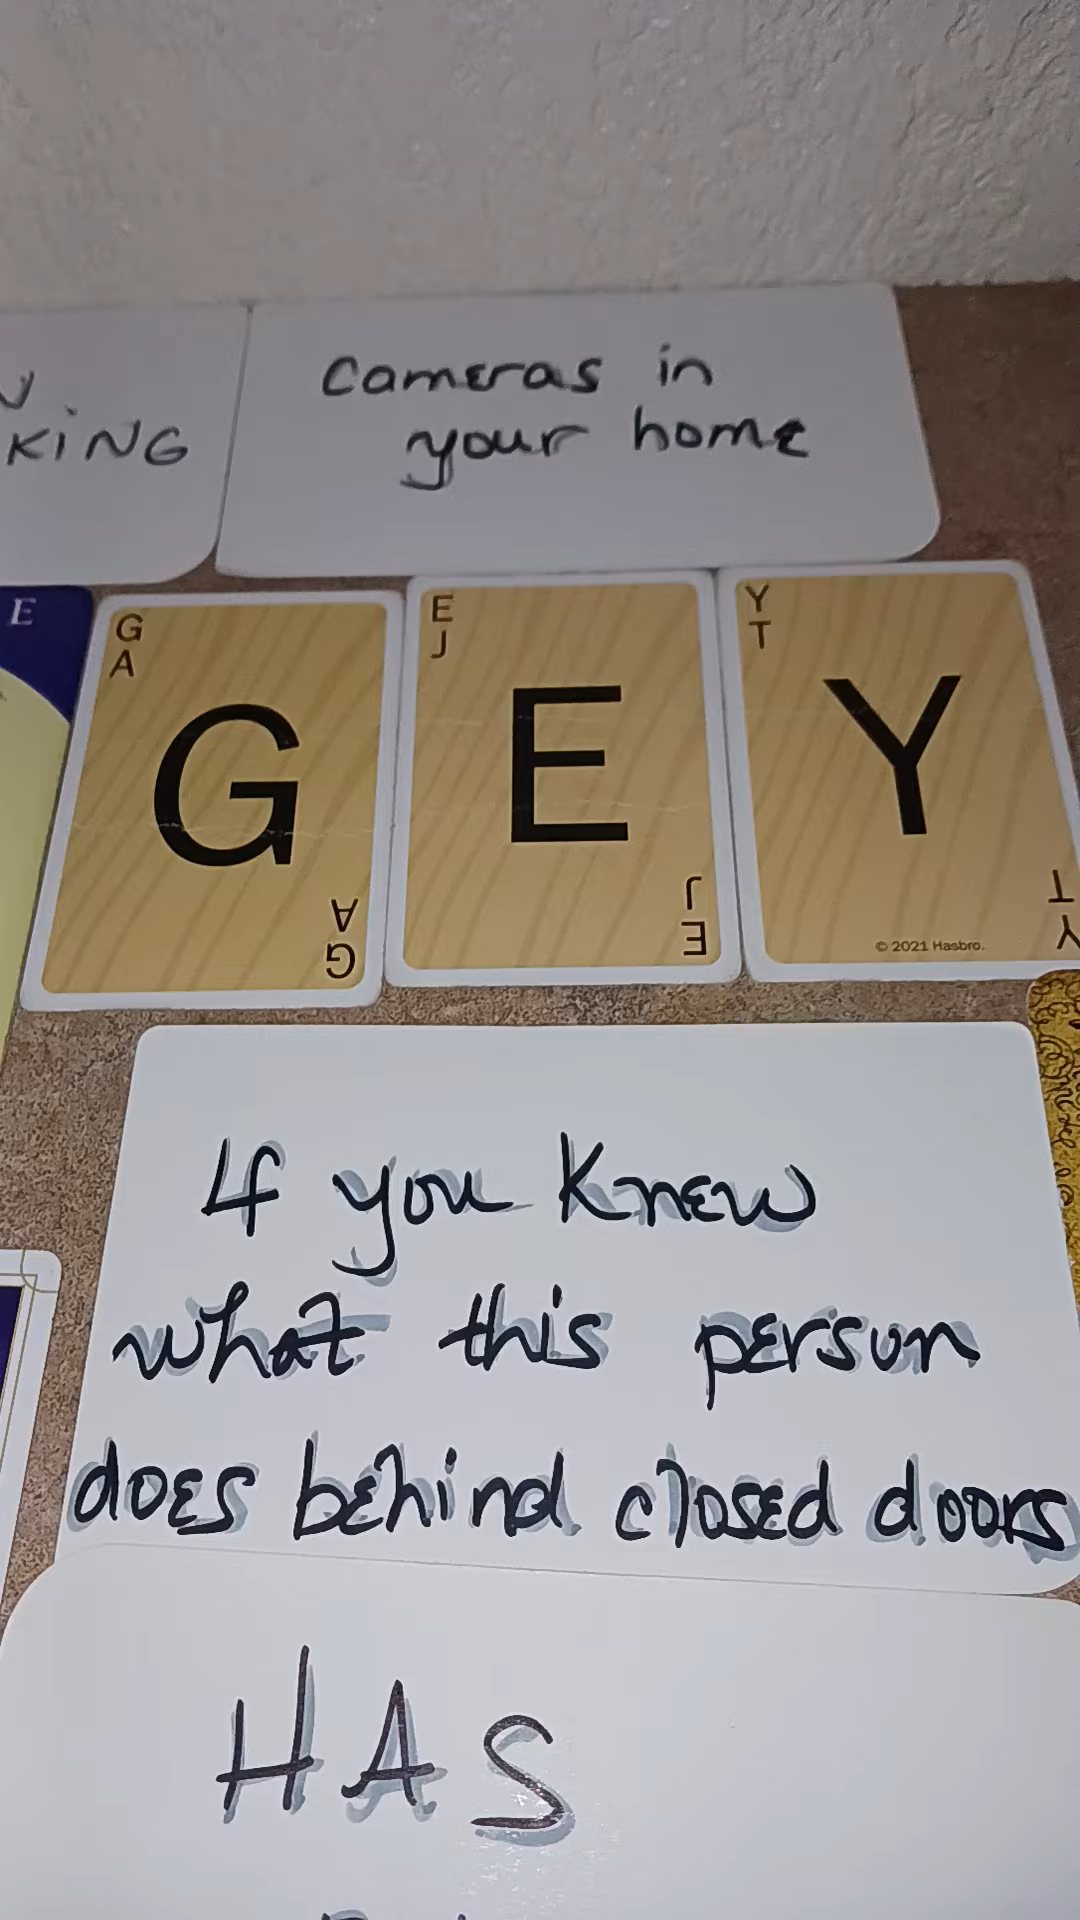 cameras in
your home
KING
E
G
A
G
A
G
E
J
E
J
E
Y
T
Y
T
Y
© 2021 Hasbro.
If you Knew
what this person
does behind closed doors
HAS